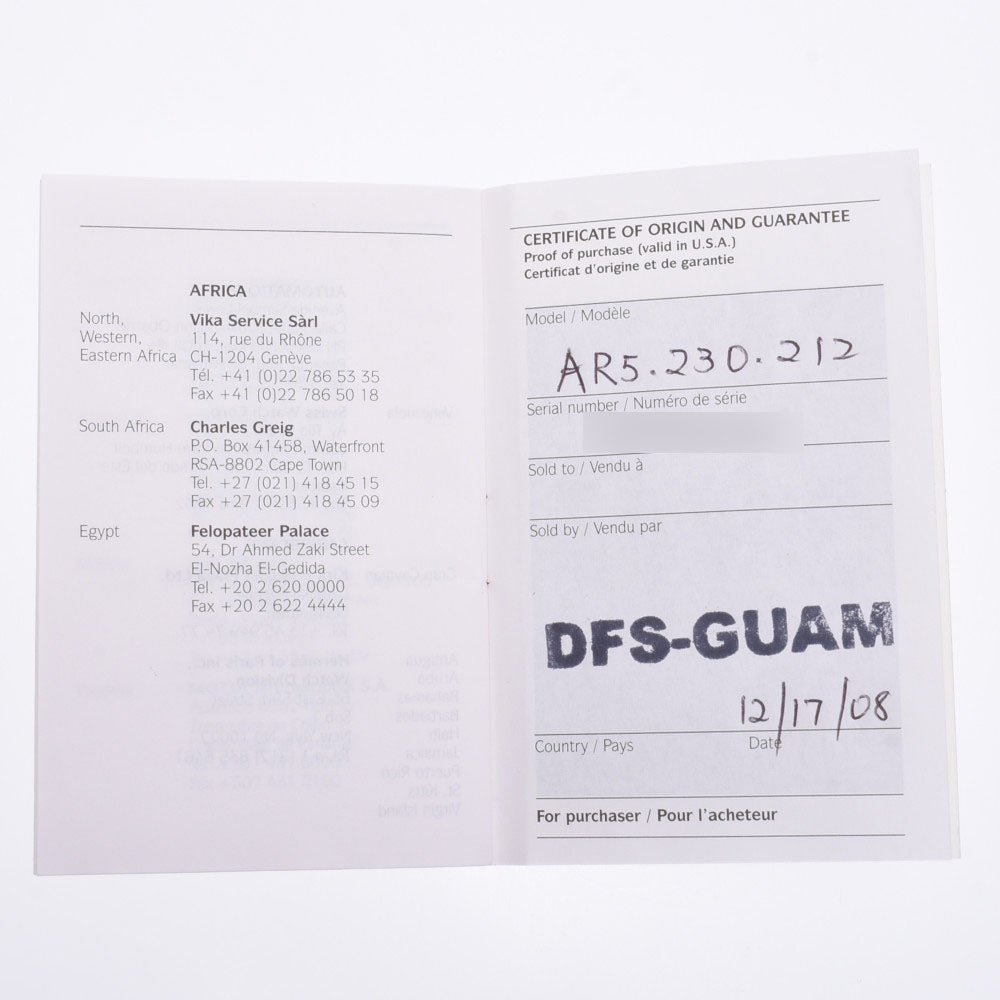 AFRICA
North,
Western,
Eastern Africa
Vika Service Sàrl
114, rue du Rhône
CH-1204 Genève
Tél. +41 (0)22 786 53 35
Fax +41 (0)22 786 50 18
South Africa
Charles Greig
P.O. Box 41458, Waterfront
RSA-8802 Cape Town
Tel. +27 (021) 418 45 15
Fax +27 (021) 418 45 09
Egypt
Felopateer Palace
54, Dr Ahmed Zaki Street
El-Nozha El-Gedida
Tel. +20 2 620 0000
Fax +20 2 622 4444
CERTIFICATE OF ORIGIN AND GUARANTEE
Proof of purchase (valid in U.S.A.)
Certificat d'origine et de garantie
Model / Modèle
AR5.230.212
Serial number / Numéro de série
Sold to / Vendu à
Sold by / Vendu par
DFS-GUAM
12/17/08
Country / Pays
Date
For purchaser / Pour l'acheteur